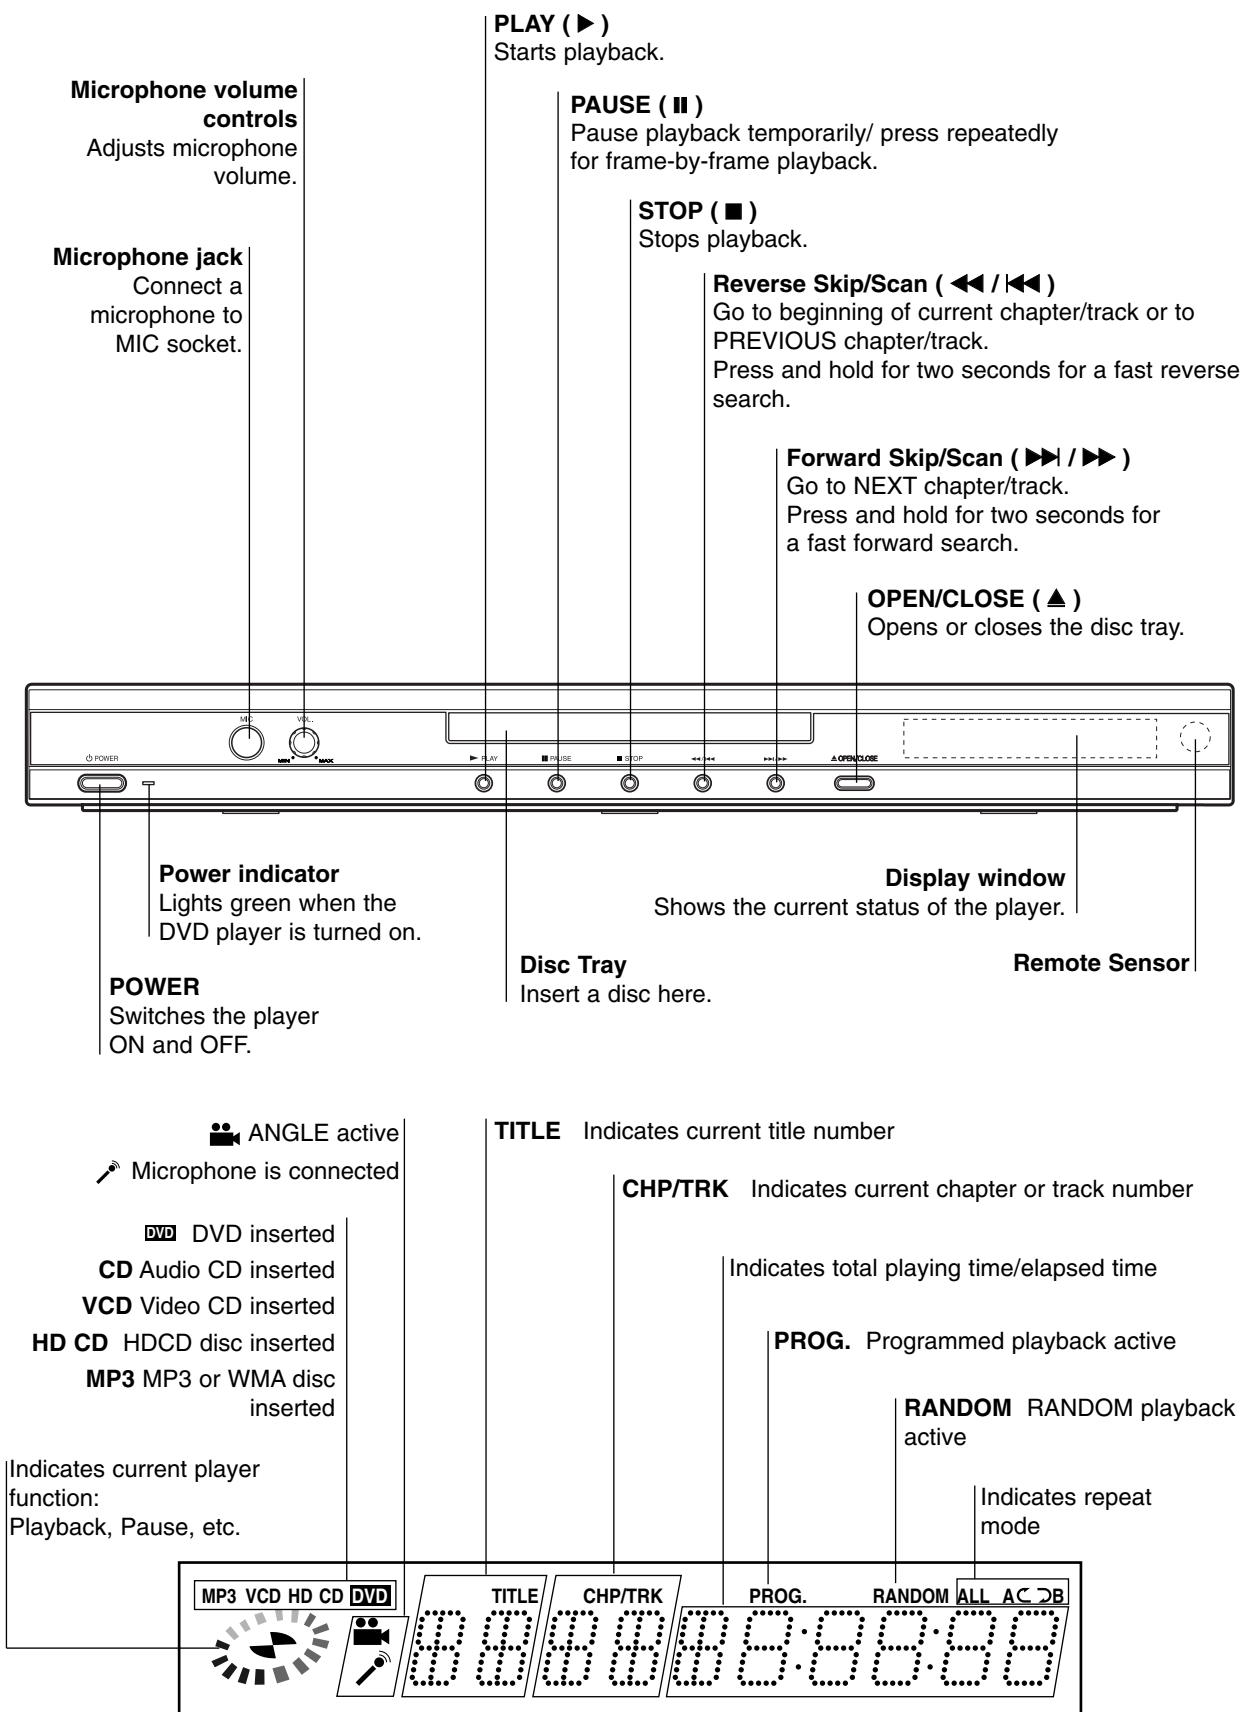 PLAY ( ▶ )
Starts playback.
Microphone volume
controls
Adjusts microphone
volume.
PAUSE ( ❚❚ )
Pause playback temporarily/ press repeatedly
for frame-by-frame playback.
STOP ( ■ )
Stops playback.
Microphone jack
Connect a
microphone to
MIC socket.
Reverse Skip/Scan ( ◀◀ / |◀◀ )
Go to beginning of current chapter/track or to
PREVIOUS chapter/track.
Press and hold for two seconds for a fast reverse
search.
Forward Skip/Scan ( ▶▶| / ▶▶ )
Go to NEXT chapter/track.
Press and hold for two seconds for
a fast forward search.
OPEN/CLOSE ( ▲ )
Opens or closes the disc tray.
MIC
VOL.
MIN
MAX
POWER
▶ PLAY
❚❚ PAUSE
■ STOP
◀◀ / |◀◀
▶▶| / ▶▶
▲ OPEN/CLOSE
Power indicator
Lights green when the
DVD player is turned on.
Display window
Shows the current status of the player.
Disc Tray
Insert a disc here.
Remote Sensor
POWER
Switches the player
ON and OFF.
ANGLE active
Microphone is connected
TITLE Indicates current title number
CHP/TRK Indicates current chapter or track number
DVD DVD inserted
CD Audio CD inserted
VCD Video CD inserted
HD CD HDCD disc inserted
MP3 MP3 or WMA disc
inserted
Indicates total playing time/elapsed time
PROG. Programmed playback active
RANDOM RANDOM playback
active
Indicates current player
function:
Playback, Pause, etc.
Indicates repeat
mode
MP3 VCD HD CD DVD
TITLE
CHP/TRK
PROG.
RANDOM
ALL
A B